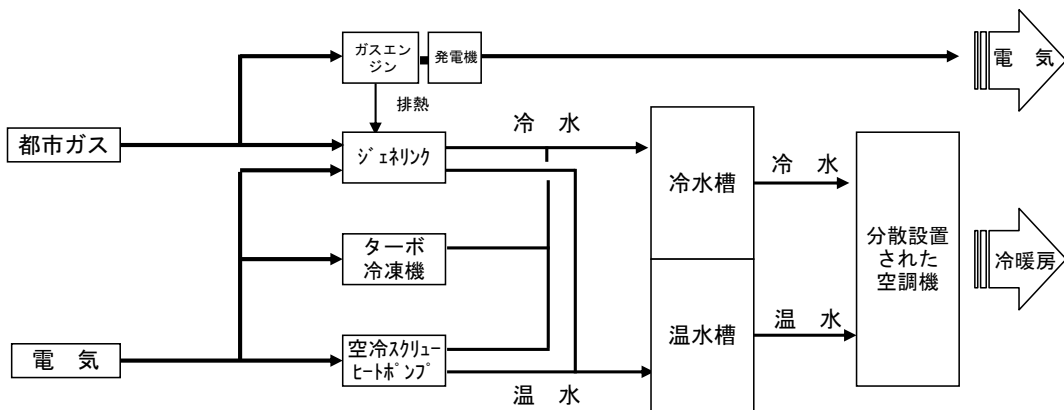 ガスエン
ジン
発電機
電　気
排熱
都市ガス
冷　水
ｼﾞｪﾈﾘﾝｸ
冷水槽
冷　水
分散設置
された
空調機
冷暖房
ターボ
冷凍機
温水槽
温　水
電　気
空冷ｽｸﾘｭｰ
ﾋｰﾄﾎﾟﾝﾌﾟ
温　水